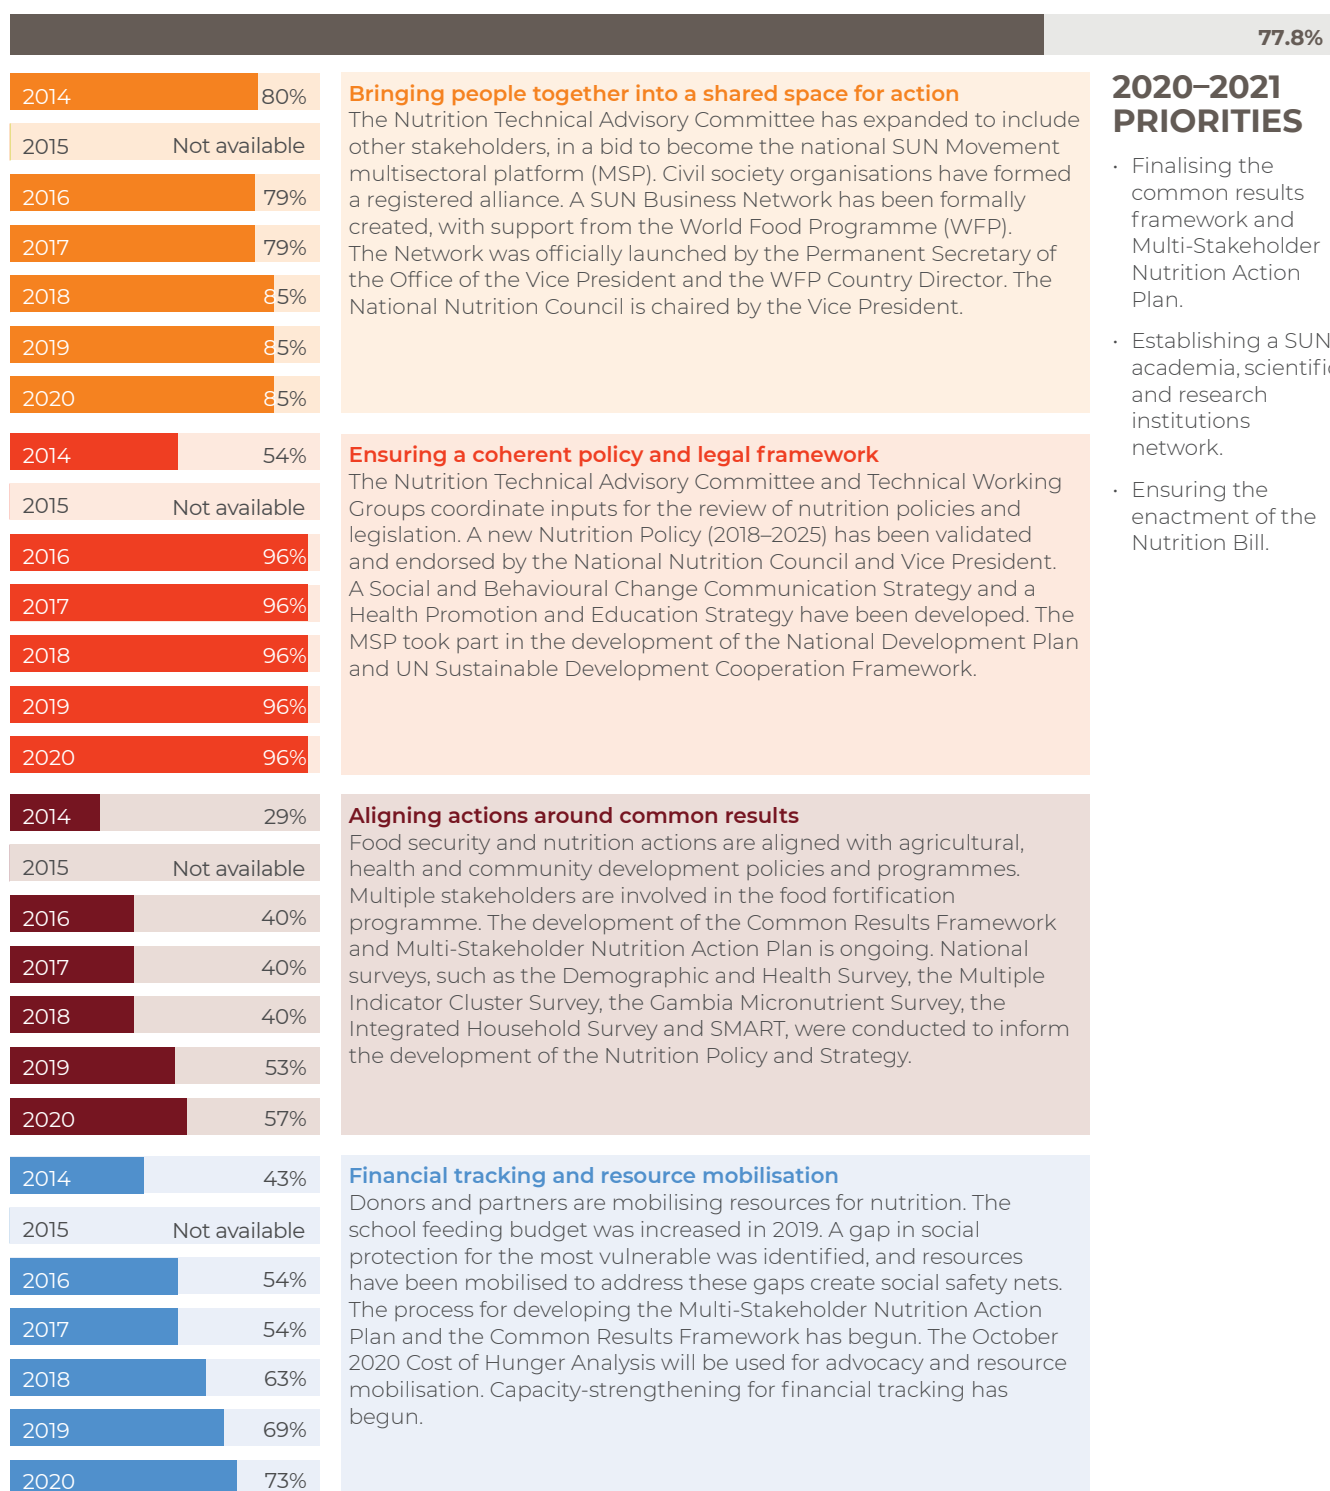 77.8%
2014 80%
2015 Not available
2016 79%
2017 79%
2018 85%
2019 85%
2020 85%
Bringing people together into a shared space for action
The Nutrition Technical Advisory Committee has expanded to include
other stakeholders, in a bid to become the national SUN Movement
multisectoral platform (MSP). Civil society organisations have formed
a registered alliance. A SUN Business Network has been formally
created, with support from the World Food Programme (WFP).
The Network was officially launched by the Permanent Secretary of
the Office of the Vice President and the WFP Country Director. The
National Nutrition Council is chaired by the Vice President.
2014 54%
2015 Not available
2016 96%
2017 96%
2018 96%
2019 96%
2020 96%
Ensuring a coherent policy and legal framework
The Nutrition Technical Advisory Committee and Technical Working
Groups coordinate inputs for the review of nutrition policies and
legislation. A new Nutrition Policy (2018–2025) has been validated
and endorsed by the National Nutrition Council and Vice President.
A Social and Behavioural Change Communication Strategy and a
Health Promotion and Education Strategy have been developed. The
MSP took part in the development of the National Development Plan
and UN Sustainable Development Cooperation Framework.
2014 29%
2015 Not available
2016 40%
2017 40%
2018 40%
2019 53%
2020 57%
Aligning actions around common results
Food security and nutrition actions are aligned with agricultural,
health and community development policies and programmes.
Multiple stakeholders are involved in the food fortification
programme. The development of the Common Results Framework
and Multi-Stakeholder Nutrition Action Plan is ongoing. National
surveys, such as the Demographic and Health Survey, the Multiple
Indicator Cluster Survey, the Gambia Micronutrient Survey, the
Integrated Household Survey and SMART, were conducted to inform
the development of the Nutrition Policy and Strategy.
2014 43%
2015 Not available
2016 54%
2017 54%
2018 63%
2019 69%
2020 73%
Financial tracking and resource mobilisation
Donors and partners are mobilising resources for nutrition. The
school feeding budget was increased in 2019. A gap in social
protection for the most vulnerable was identified, and resources
have been mobilised to address these gaps create social safety nets.
The process for developing the Multi-Stakeholder Nutrition Action
Plan and the Common Results Framework has begun. The October
2020 Cost of Hunger Analysis will be used for advocacy and resource
mobilisation. Capacity-strengthening for financial tracking has
begun.
2020–2021
PRIORITIES
• Finalising the
common results
framework and
Multi-Stakeholder
Nutrition Action
Plan.
• Establishing a SUN
academia, scientific
and research
institutions
network.
• Ensuring the
enactment of the
Nutrition Bill.